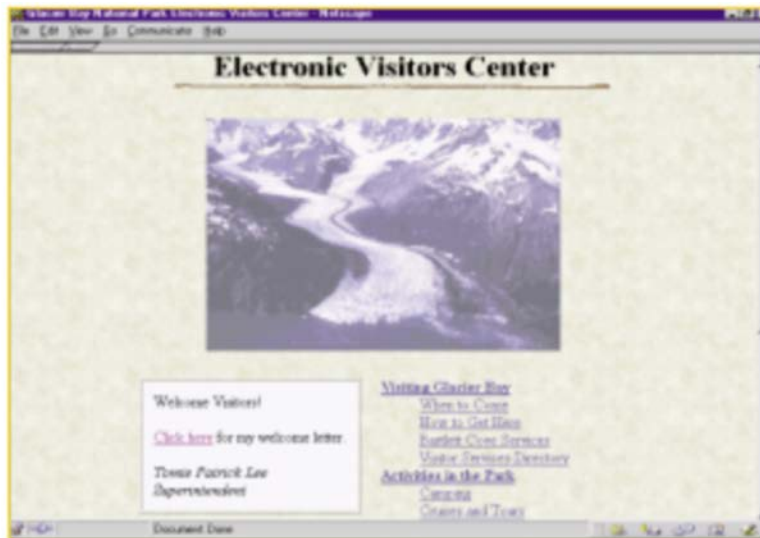 Glacier Bay National Park Electronic Visitors Center - Netscape
File Edit View Go Communicator Help
Electronic Visitors Center
Welcome Visitors!
Click here for my welcome letter.
Tomie Patrick Lee
Superintendent
Visiting Glacier Bay
When to Come
How to Get Here
Bartlett Cove Services
Visitor Services Directory
Activities in the Park
Camping
Cruises and Tours
Document: Done